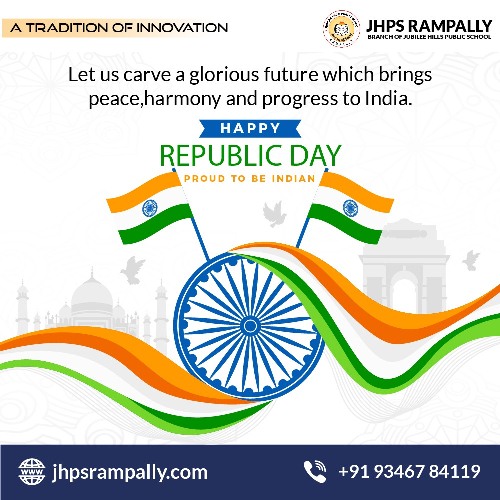 A TRADITION OF INNOVATION
JHPS RAMPALLY
BRANCH OF JUBILEE HILLS PUBLIC SCHOOL
Let us carve a glorious future which brings
peace,harmony and progress to India.
HAPPY
REPUBLIC DAY
PROUD TO BE INDIAN
jhpsrampally.com
+91 93467 84119